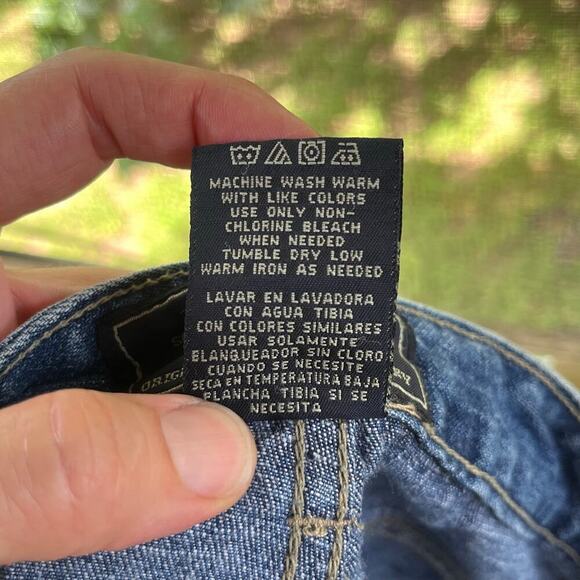 MACHINE WASH WARM
WITH LIKE COLORS
USE ONLY NON-
CHLORINE BLEACH
WHEN NEEDED
TUMBLE DRY LOW
WARM IRON AS NEEDED
LAVAR EN LAVADORA
CON AGUA TIBIA
CON COLORES SIMILARES
USAR SOLAMENTE
BLANQUEADOR SIN CLORO
CUANDO SE NECESITE
SECA EN TEMPERATURA BAJA
PLANCHA TIBIA SI SE
NECESITA